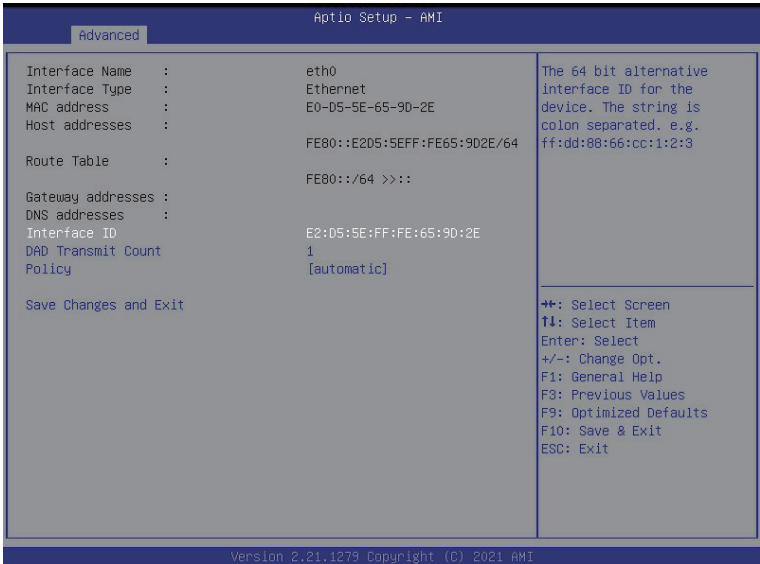 Aptio Setup – AMI
Advanced
Interface Name : eth0
Interface Type : Ethernet
MAC address : E0-D5-5E-65-9D-2E
Host addresses :
FE80::E2D5:5EFF:FE65:9D2E/64
Route Table :
FE80::/64 >>::
Gateway addresses :
DNS addresses :
Interface ID E2:D5:5E:FF:FE:65:9D:2E
DAD Transmit Count 1
Policy [automatic]
Save Changes and Exit
The 64 bit alternative
interface ID for the
device. The string is
colon separated. e.g.
ff:dd:88:66:cc:1:2:3
→←: Select Screen
↑↓: Select Item
Enter: Select
+/-: Change Opt.
F1: General Help
F3: Previous Values
F9: Optimized Defaults
F10: Save & Exit
ESC: Exit
Version 2.21.1279 Copyright (C) 2021 AMI